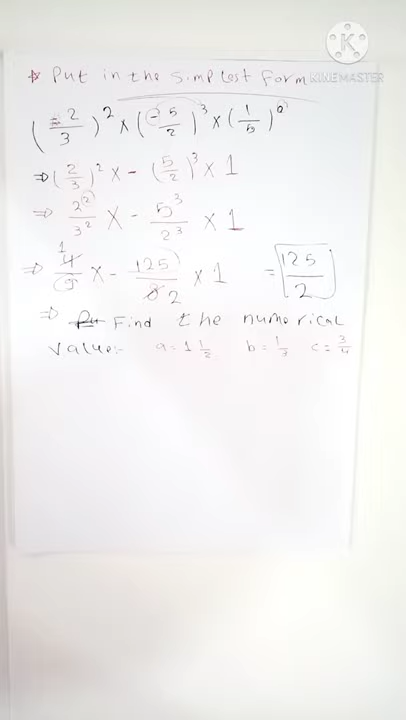 KINEMASTER
* Put in the simplest form
(-2/3)² × (-5/2)³ × (1/5)⁰
⇒ (2/3)² × - (5/2)³ × 1
⇒ 2²/3² × - 5³/2³ × 1
⇒ 4/9 × - 125/8 2 × 1 = 125/2
⇒ Find the numerical
value:- a = 1 1/2 b = 1/3 c = 3/4